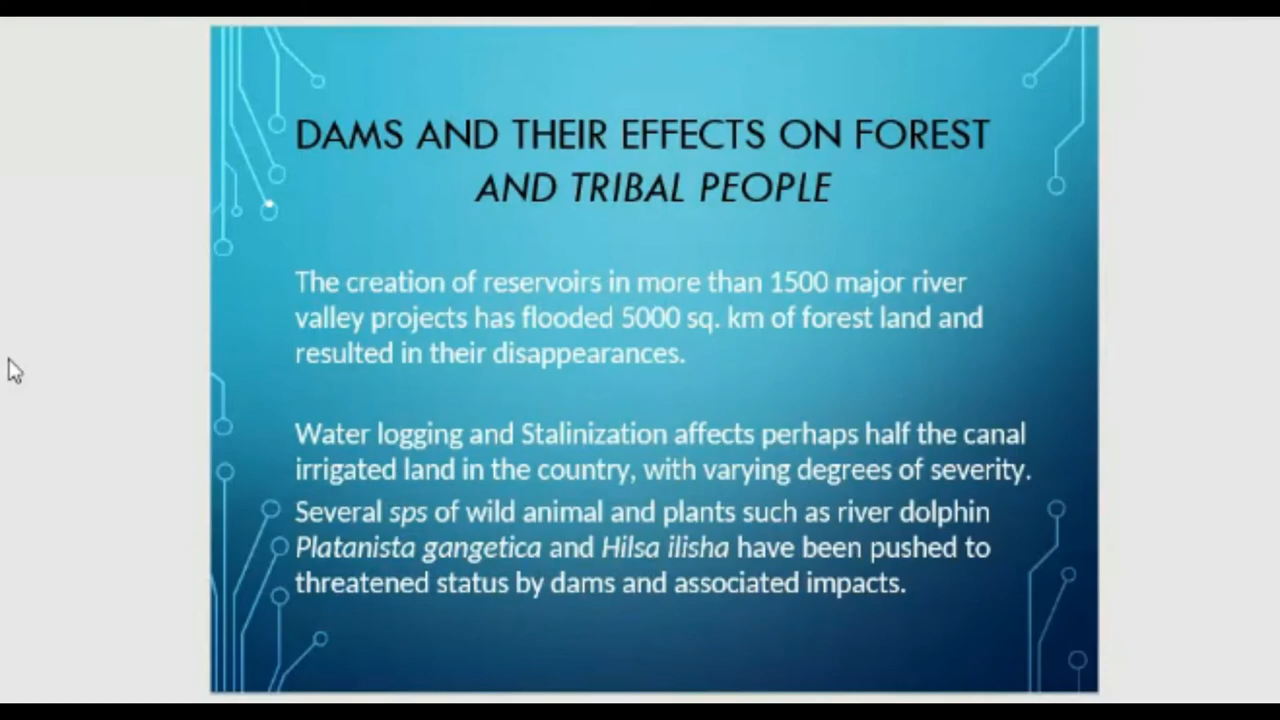 DAMS AND THEIR EFFECTS ON FOREST
AND TRIBAL PEOPLE
The creation of reservoirs in more than 1500 major river
valley projects has flooded 5000 sq. km of forest land and
resulted in their disappearances.
Water logging and Stalinization affects perhaps half the canal
irrigated land in the country, with varying degrees of severity.
Several sps of wild animal and plants such as river dolphin
Platanista gangetica and Hilsa ilisha have been pushed to
threatened status by dams and associated impacts.